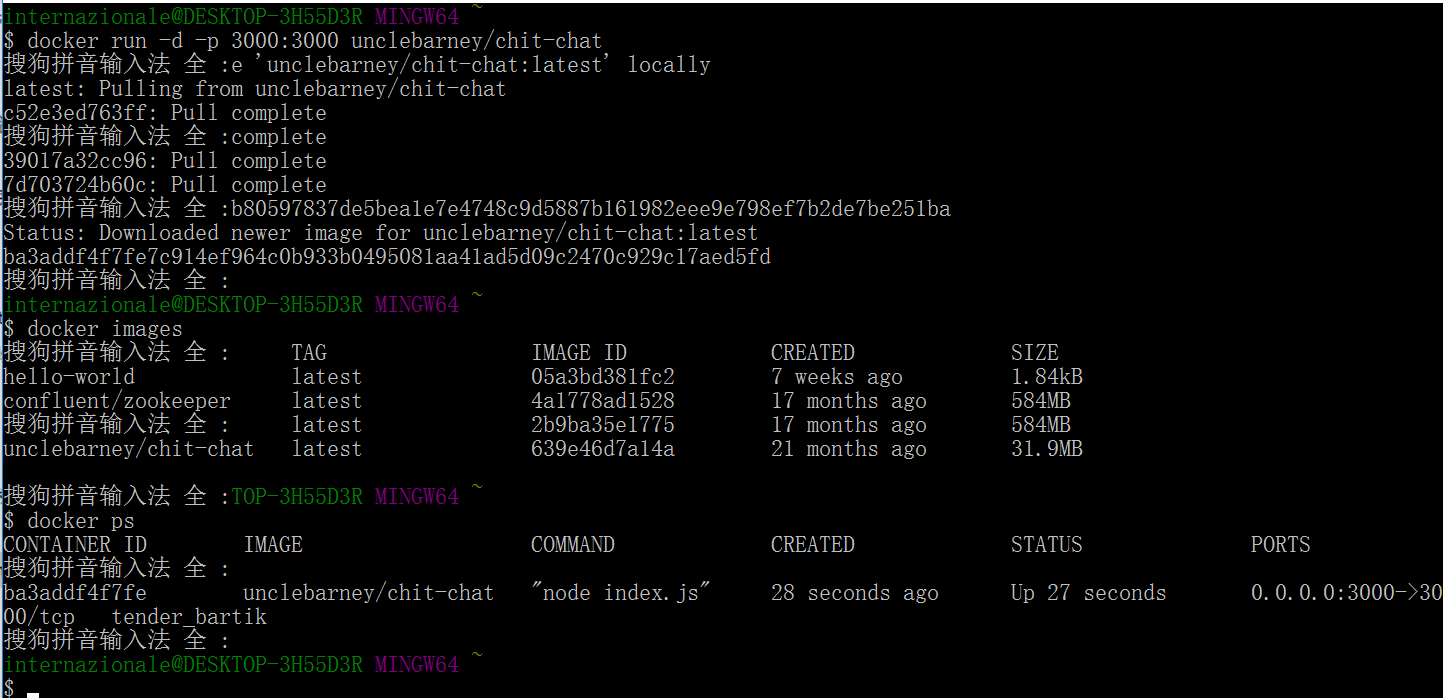 internazionale@DESKTOP-3H55D3R MINGW64 ~
$ docker run -d -p 3000:3000 unclebarney/chit-chat
搜狗拼音输入法 全 :e 'unclebarney/chit-chat:latest' locally
latest: Pulling from unclebarney/chit-chat
c52e3ed763ff: Pull complete
搜狗拼音输入法 全 :complete
39017a32cc96: Pull complete
7d703724b60c: Pull complete
搜狗拼音输入法 全 :b80597837de5bea1e7e4748c9d5887b161982eee9e798ef7b2de7be251ba
Status: Downloaded newer image for unclebarney/chit-chat:latest
ba3addf4f7fe7c914ef964c0b933b0495081aa41ad5d09c2470c929c17aed5fd
搜狗拼音输入法 全 :
internazionale@DESKTOP-3H55D3R MINGW64 ~
$ docker images
搜狗拼音输入法 全 : TAG IMAGE ID CREATED SIZE
hello-world latest 05a3bd381fc2 7 weeks ago 1.84kB
confluent/zookeeper latest 4a1778ad1528 17 months ago 584MB
搜狗拼音输入法 全 : latest 2b9ba35e1775 17 months ago 584MB
unclebarney/chit-chat latest 639e46d7a14a 21 months ago 31.9MB
搜狗拼音输入法 全 :TOP-3H55D3R MINGW64 ~
$ docker ps
CONTAINER ID IMAGE COMMAND CREATED STATUS PORTS
搜狗拼音输入法 全 :
ba3addf4f7fe unclebarney/chit-chat "node index.js" 28 seconds ago Up 27 seconds 0.0.0.0:3000->30
00/tcp tender_bartik
搜狗拼音输入法 全 :
internazionale@DESKTOP-3H55D3R MINGW64 ~
$